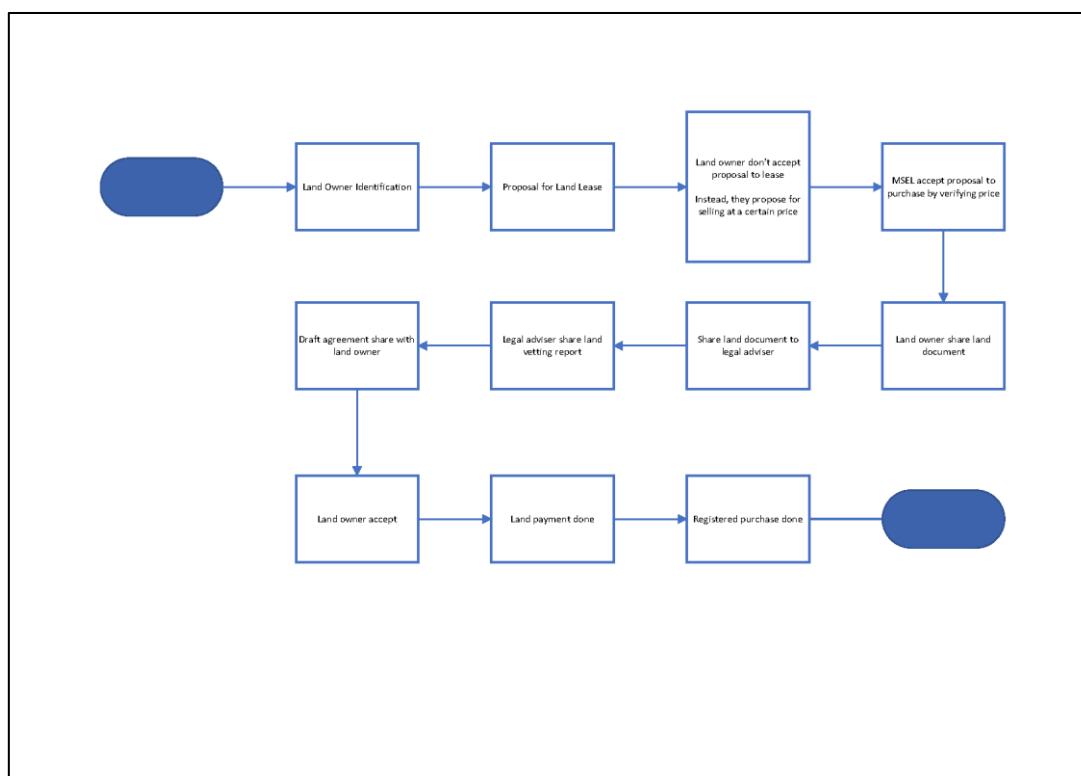 Land Owner Identification
Proposal for Land Lease
Land owner don't accept
proposal to lease
Instead, they propose for
selling at a certain price
MSEL accept proposal to
purchase by verifying price
Land owner share land
document
Share land document to
legal adviser
Legal adviser share land
vetting report
Draft agreement share with
land owner
Land owner accept
Land payment done
Registered purchase done